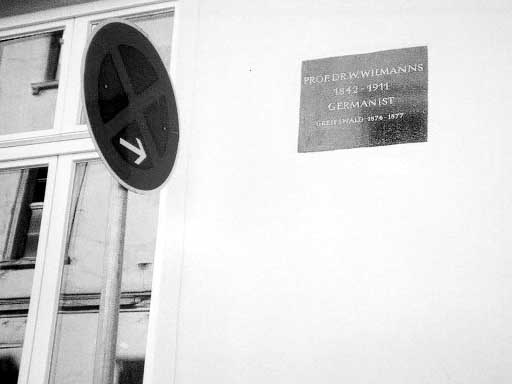 PROF. DR. W. WILMANNS
1842 - 1911
GERMANIST
GREIFSWALD 1874 - 1877